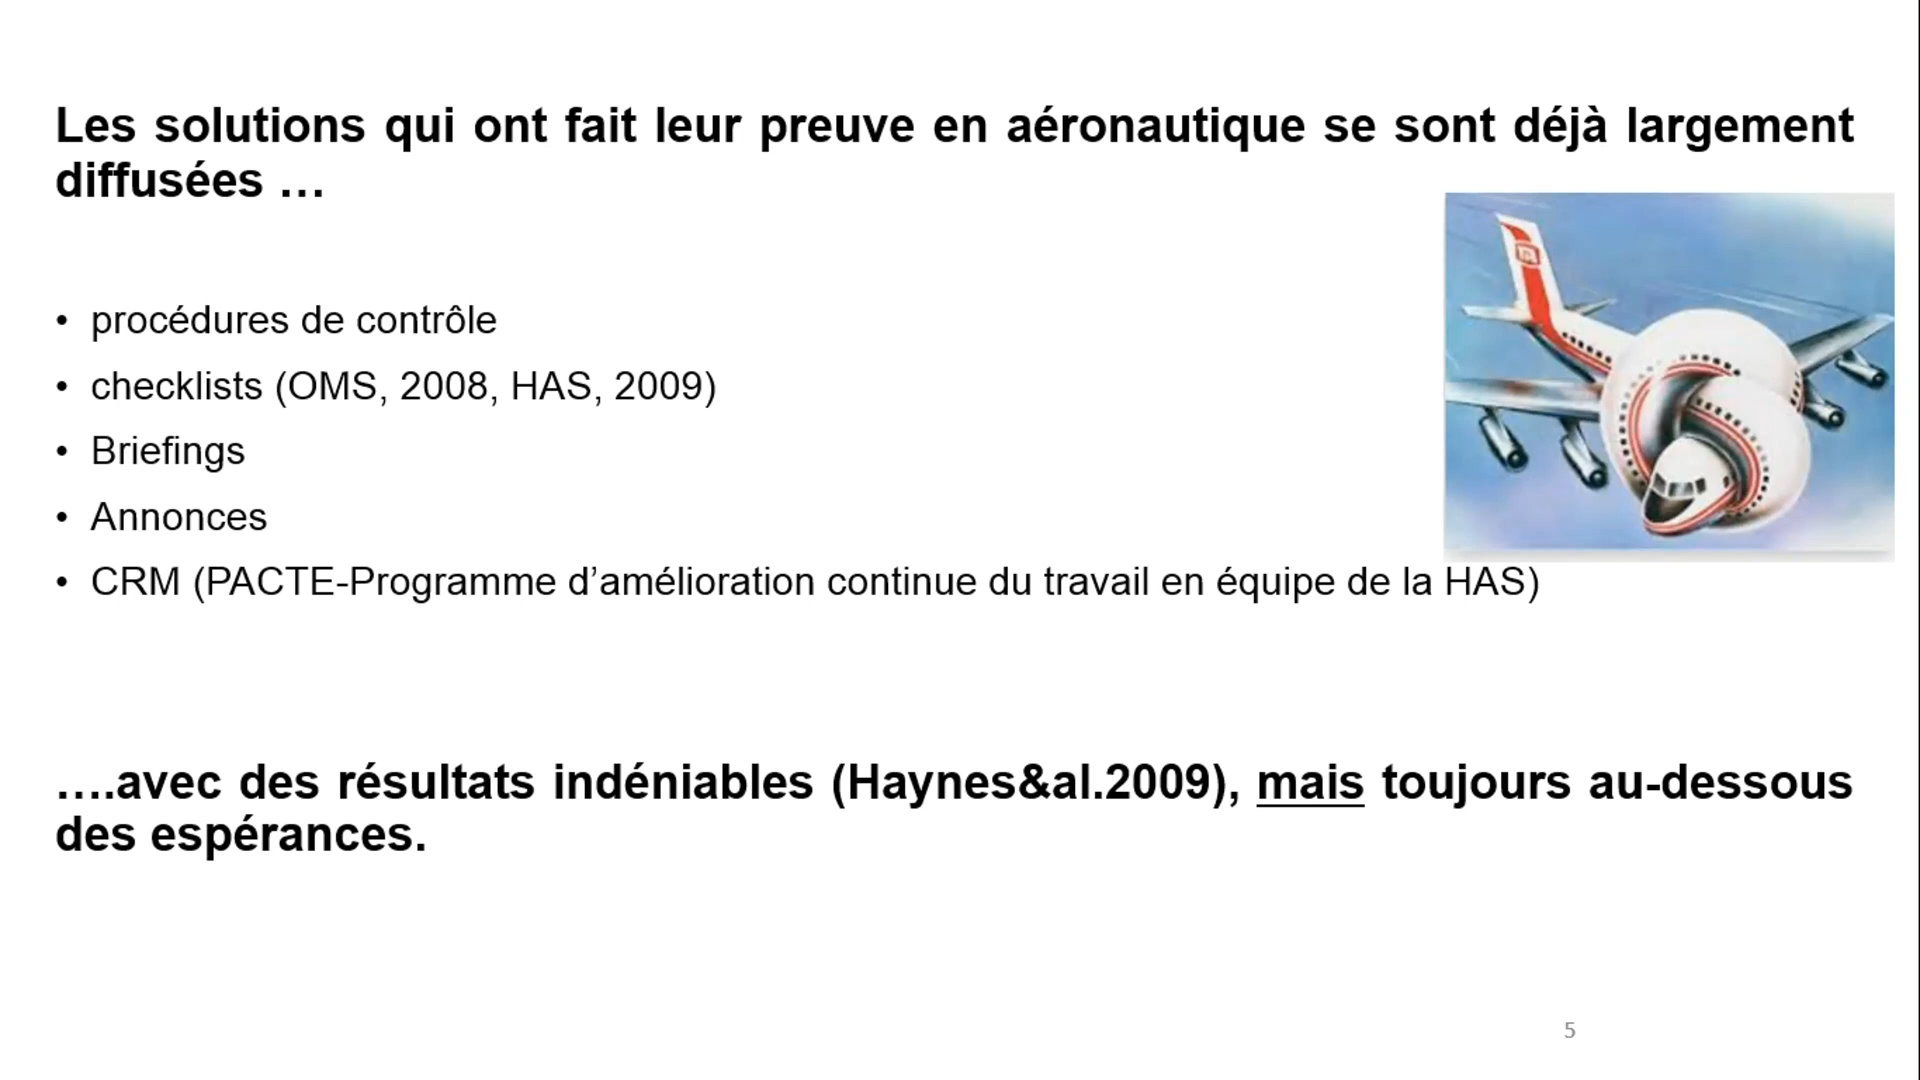 Les solutions qui ont fait leur preuve en aéronautique se sont déjà largement
diffusées …
• procédures de contrôle
• checklists (OMS, 2008, HAS, 2009)
• Briefings
• Annonces
• CRM (PACTE-Programme d’amélioration continue du travail en équipe de la HAS)
….avec des résultats indéniables (Haynes&al.2009), mais toujours au-dessous
des espérances.
5